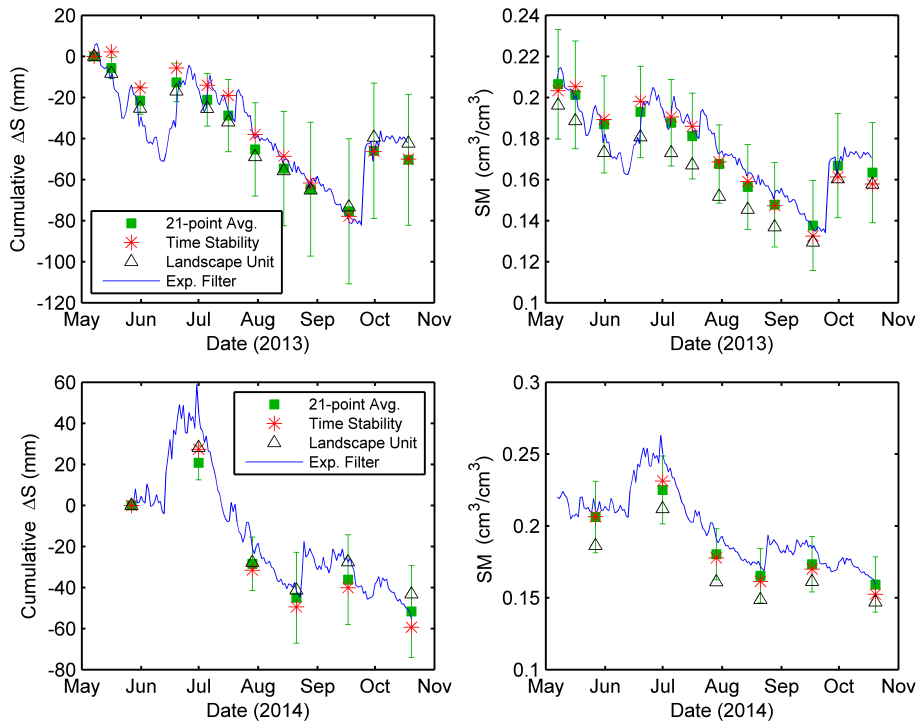 Cumulative ΔS (mm)
20
0
-20
-40
-60
-80
-100
-120
21-point Avg.
Time Stability
Landscape Unit
Exp. Filter
May Jun Jul Aug Sep Oct Nov
Date (2013)
SM (cm³/cm³)
0.24
0.22
0.2
0.18
0.16
0.14
0.12
0.1
May Jun Jul Aug Sep Oct Nov
Date (2013)
Cumulative ΔS (mm)
60
40
20
0
-20
-40
-60
-80
21-point Avg.
Time Stability
Landscape Unit
Exp. Filter
May Jun Jul Aug Sep Oct Nov
Date (2014)
SM (cm³/cm³)
0.3
0.25
0.2
0.15
0.1
May Jun Jul Aug Sep Oct Nov
Date (2014)